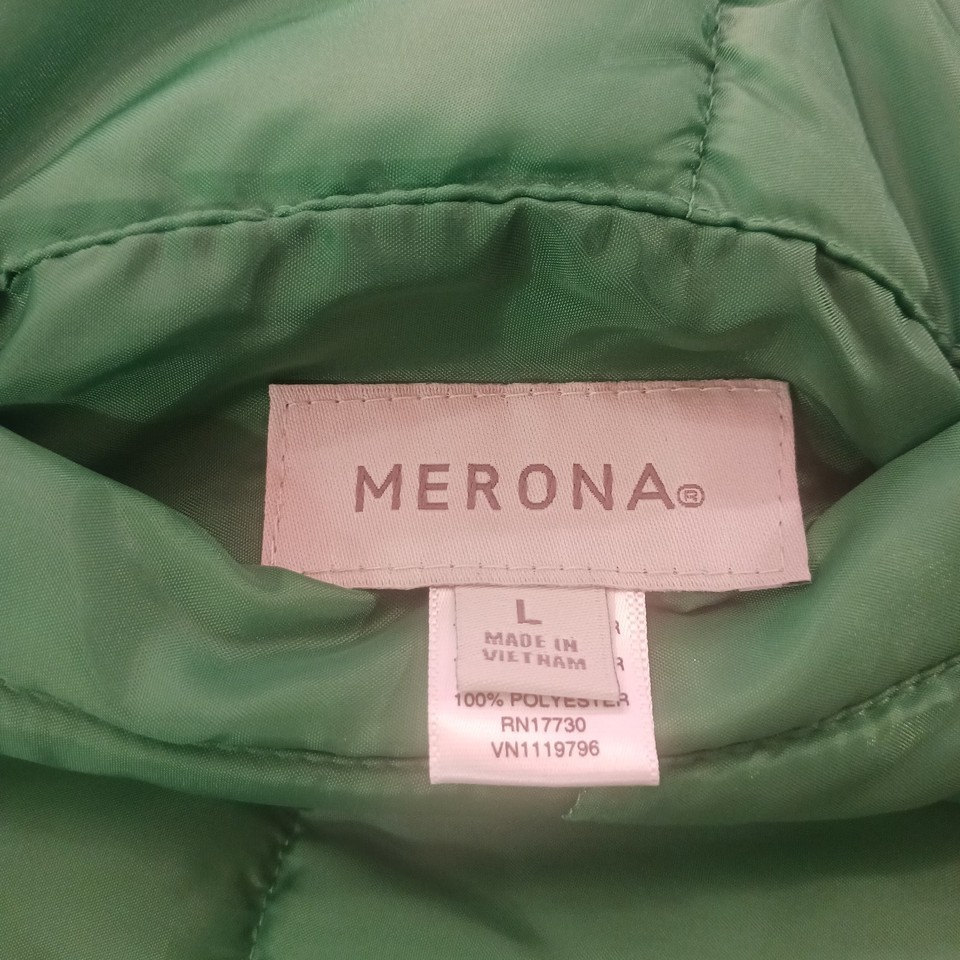 MERONA®
L
MADE IN
VIETNAM
100% POLYESTER
RN17730
VN1119796